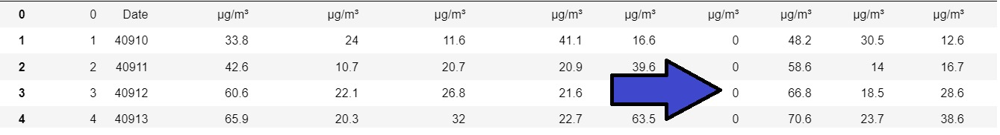 0 0 Date µg/m³ µg/m³ µg/m³ µg/m³ µg/m³ µg/m³ µg/m³ µg/m³ µg/m³
1 1 40910 33.8 24 11.6 41.1 16.6 0 48.2 30.5 12.6
2 2 40911 42.6 10.7 20.7 20.9 39.6 0 58.6 14 16.7
3 3 40912 60.6 22.1 26.8 21.6 0 66.8 18.5 28.6
4 4 40913 65.9 20.3 32 22.7 63.5 0 70.6 23.7 38.6